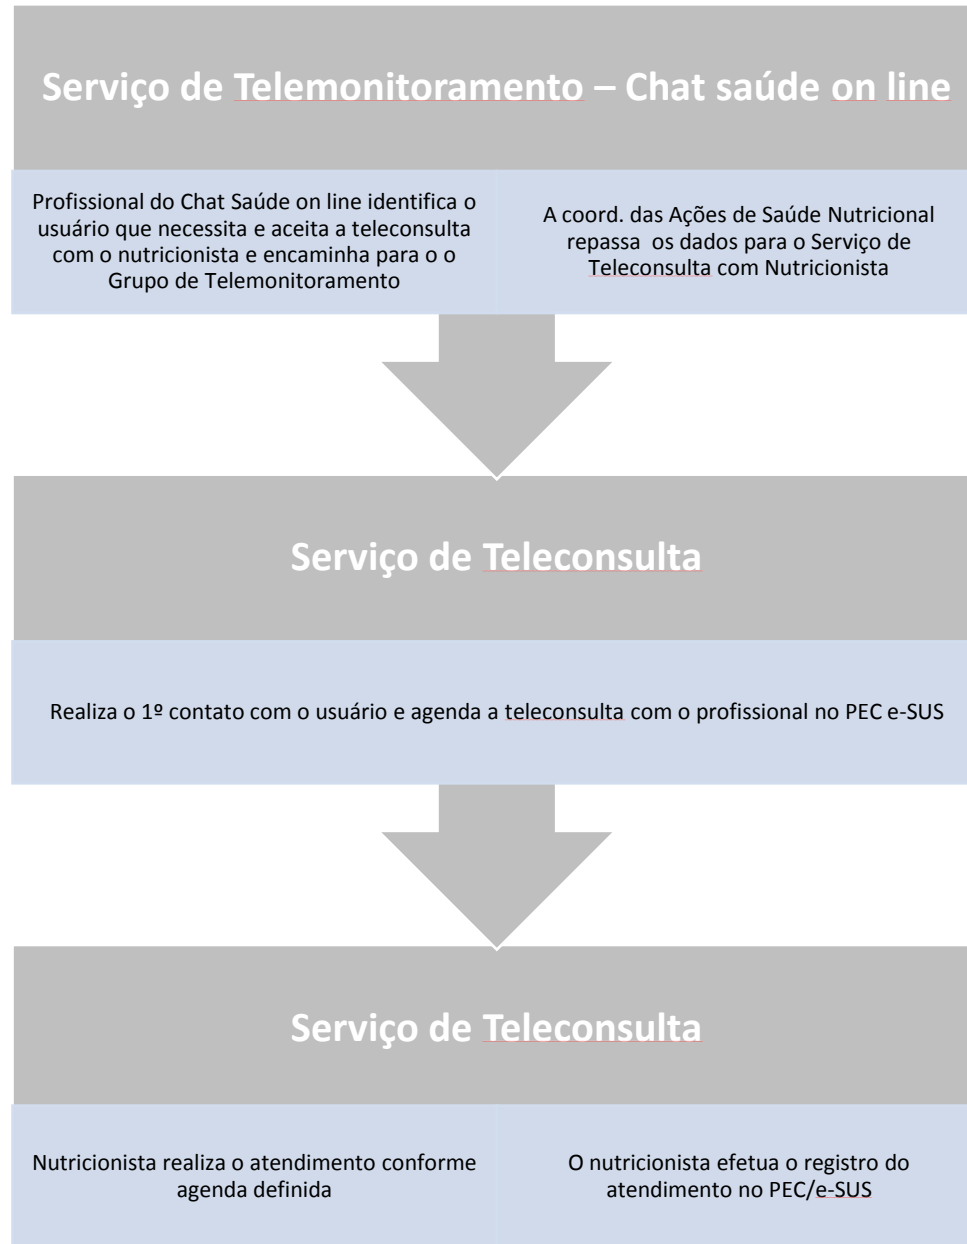 Serviço de Telemonitoramento – Chat saúde on line
Profissional do Chat Saúde on line identifica o
usuário que necessita e aceita a teleconsulta
com o nutricionista e encaminha para o o
Grupo de Telemonitoramento
A coord. das Ações de Saúde Nutricional
repassa  os dados para o Serviço de
Teleconsulta com Nutricionista
Serviço de Teleconsulta
Realiza o 1º contato com o usuário e agenda a teleconsulta com o profissional no PEC e-SUS
Serviço de Teleconsulta
Nutricionista realiza o atendimento conforme
agenda definida
O nutricionista efetua o registro do
atendimento no PEC/e-SUS